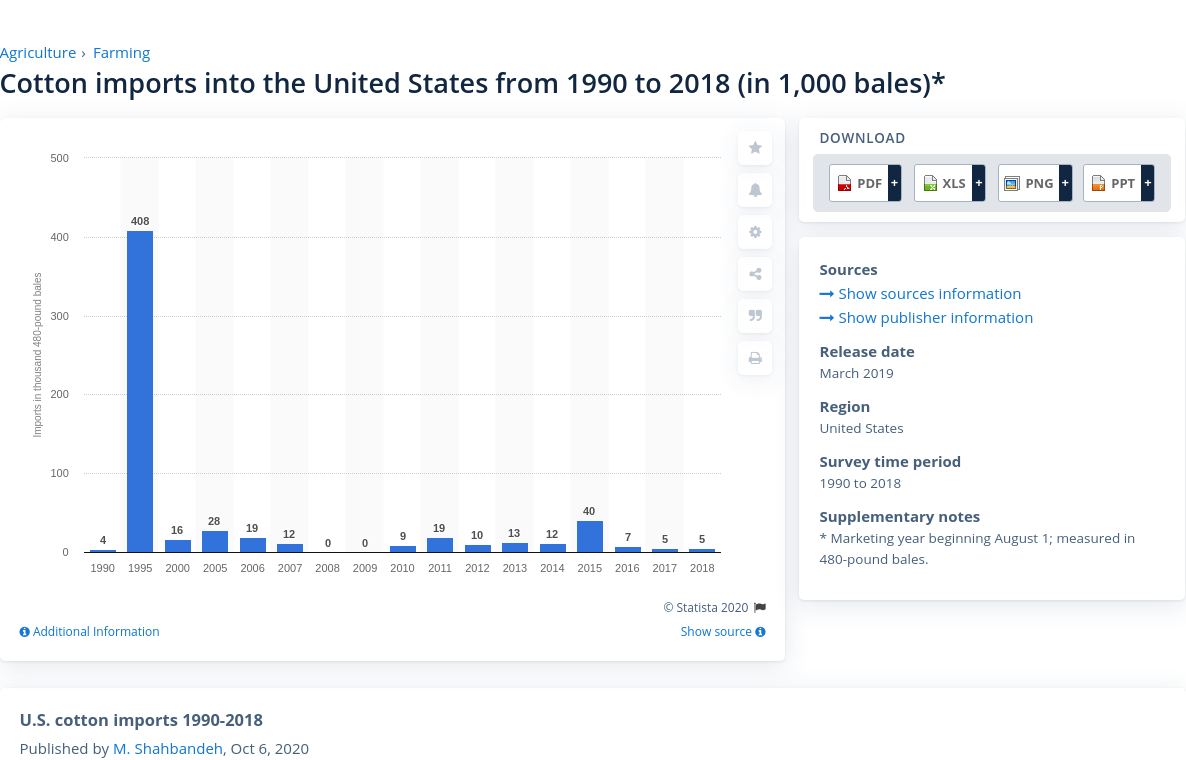 Agriculture › Farming
Cotton imports into the United States from 1990 to 2018 (in 1,000 bales)*
500
400
300
200
100
0
Imports in thousand 480-pound bales
4
408
16
28
19
12
0
0
9
19
10
13
12
40
7
5
5
1990 1995 2000 2005 2006 2007 2008 2009 2010 2011 2012 2013 2014 2015 2016 2017 2018
© Statista 2020
Additional Information
Show source
DOWNLOAD
PDF + XLS + PNG + PPT +
Sources
Show sources information
Show publisher information
Release date
March 2019
Region
United States
Survey time period
1990 to 2018
Supplementary notes
* Marketing year beginning August 1; measured in
480-pound bales.
U.S. cotton imports 1990-2018
Published by M. Shahbandeh, Oct 6, 2020